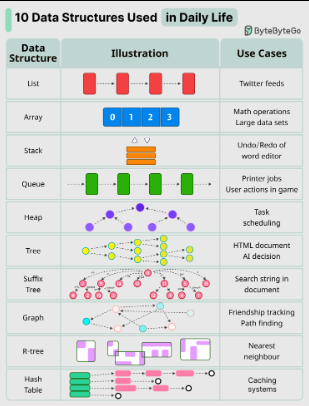 10 Data Structures Used in Daily Life
ByteByteGo
Data Structure
Illustration
Use Cases
List
Twitter feeds
Array
0 1 2 3
Math operations
Large data sets
Stack
Undo/Redo of
word editor
Queue
Printer jobs
User actions in game
Heap
Task
scheduling
Tree
HTML document
AI decision
Suffix
Tree
Search string in
document
Graph
Friendship tracking
Path finding
R-tree
Nearest
neighbour
Hash
Table
Caching
systems